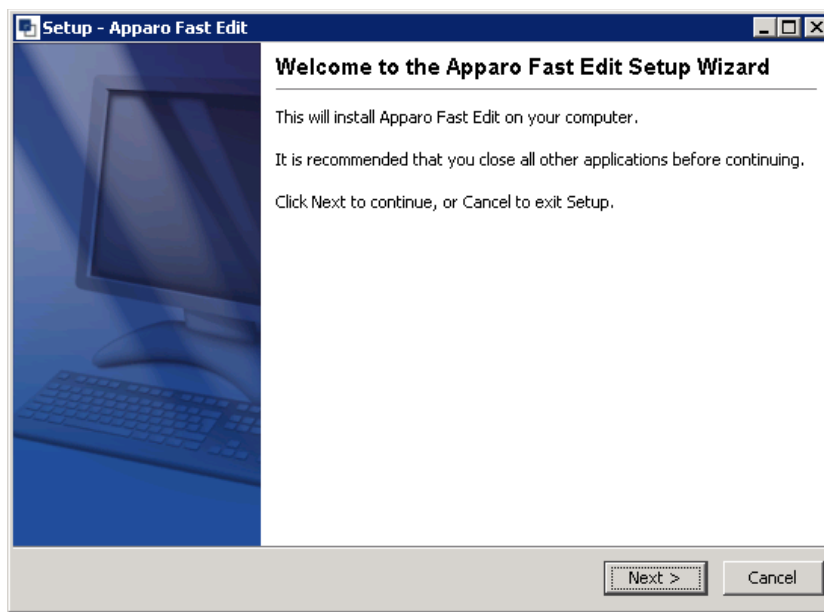 Setup - Apparo Fast Edit
Welcome to the Apparo Fast Edit Setup Wizard
This will install Apparo Fast Edit on your computer.
It is recommended that you close all other applications before continuing.
Click Next to continue, or Cancel to exit Setup.
Next >
Cancel